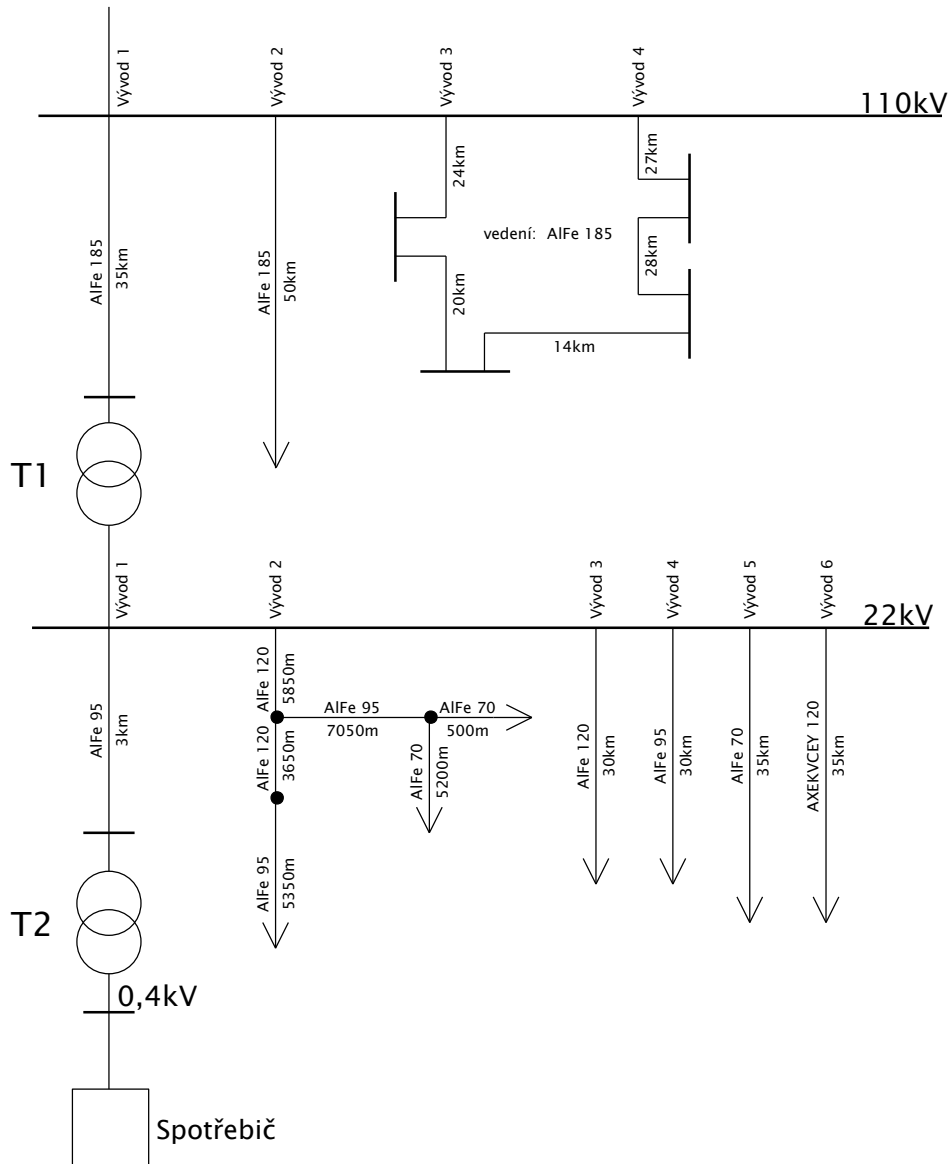 Vývod 1
Vývod 2
Vývod 3
Vývod 4
110kV
AlFe 185
35km
AlFe 185
50km
24km
27km
vedení: AlFe 185
20km
28km
14km
T1
Vývod 1
Vývod 2
Vývod 3
Vývod 4
Vývod 5
Vývod 6
22kV
AlFe 95
3km
AlFe 120
5850m
AlFe 95
7050m
AlFe 70
500m
AlFe 120
3650m
AlFe 70
5200m
AlFe 95
5350m
AlFe 120
30km
AlFe 95
30km
AlFe 70
35km
AXEKVCEY 120
35km
T2
0,4kV
Spotřebič